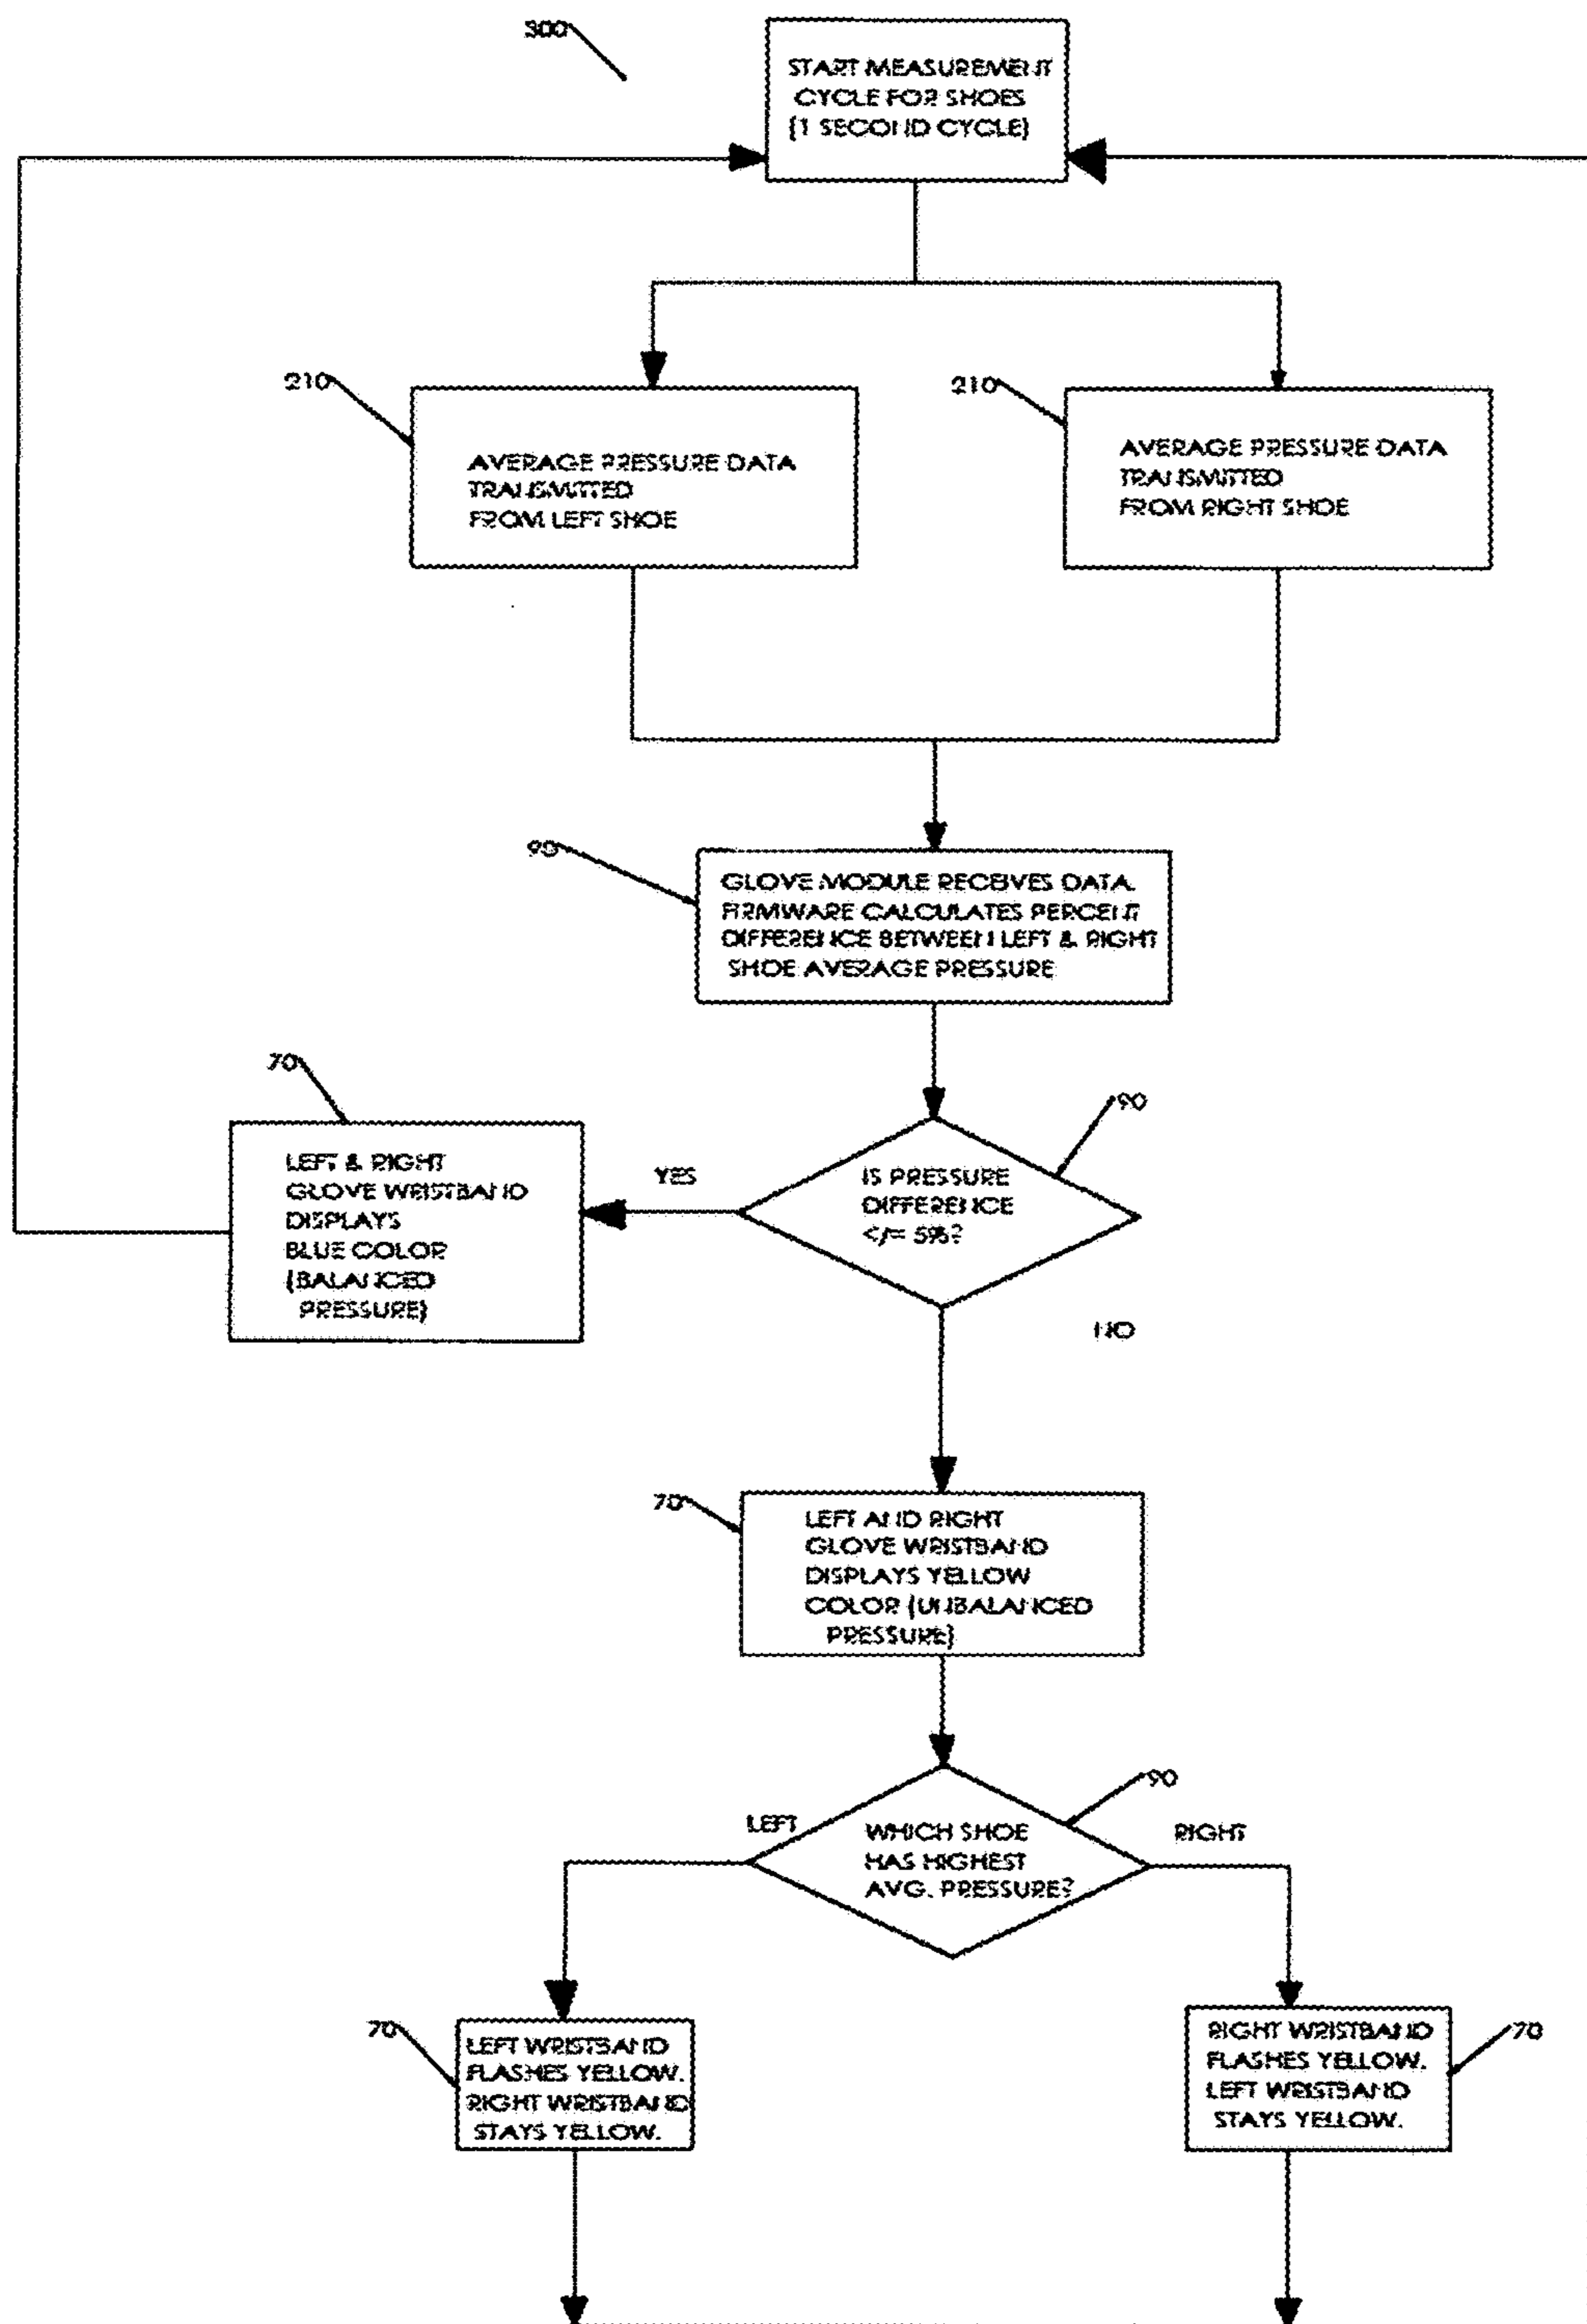 300
START MEASUREMENT
CYCLE FOR SHOES
(1 SECOND CYCLE)
210
AVERAGE PRESSURE DATA
TRANSMITTED
FROM LEFT SHOE
210
AVERAGE PRESSURE DATA
TRANSMITTED
FROM RIGHT SHOE
90
GLOVE MODULE RECEIVES DATA.
FIRMWARE CALCULATES PERCENT
DIFFERENCE BETWEEN LEFT & RIGHT
SHOE AVERAGE PRESSURE
90
IS PRESSURE
DIFFERENCE
</= 5%?
YES
70
LEFT & RIGHT
GLOVE WRISTBAND
DISPLAYS
BLUE COLOR
(BALANCED
PRESSURE)
NO
70
LEFT AND RIGHT
GLOVE WRISTBAND
DISPLAYS YELLOW
COLOR (UNBALANCED
PRESSURE)
90
WHICH SHOE
HAS HIGHEST
AVG. PRESSURE?
LEFT
RIGHT
70
LEFT WRISTBAND
FLASHES YELLOW.
RIGHT WRISTBAND
STAYS YELLOW.
70
RIGHT WRISTBAND
FLASHES YELLOW.
LEFT WRISTBAND
STAYS YELLOW.